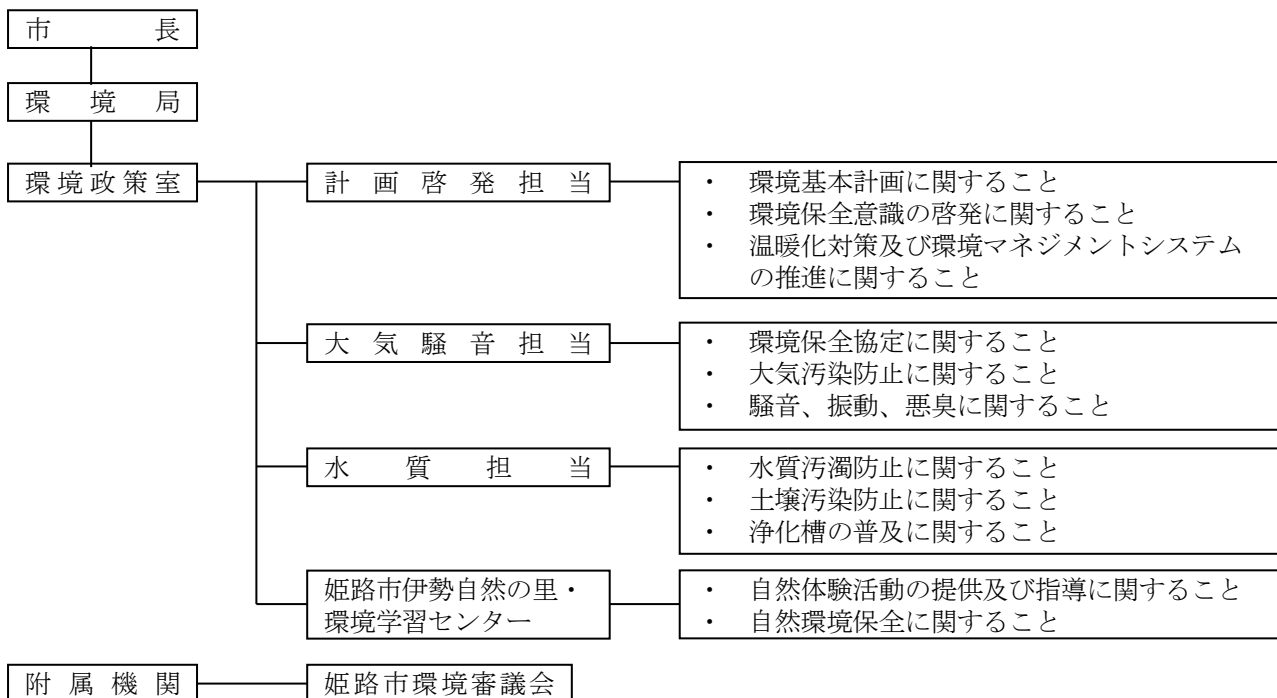 市長
環境局
環境政策室
計画啓発担当
・ 環境基本計画に関すること
・ 環境保全意識の啓発に関すること
・ 温暖化対策及び環境マネジメントシステム
の推進に関すること
大気騒音担当
・ 環境保全協定に関すること
・ 大気汚染防止に関すること
・ 騒音、振動、悪臭に関すること
水質担当
・ 水質汚濁防止に関すること
・ 土壌汚染防止に関すること
・ 浄化槽の普及に関すること
姫路市伊勢自然の里・
環境学習センター
・ 自然体験活動の提供及び指導に関すること
・ 自然環境保全に関すること
附属機関
姫路市環境審議会